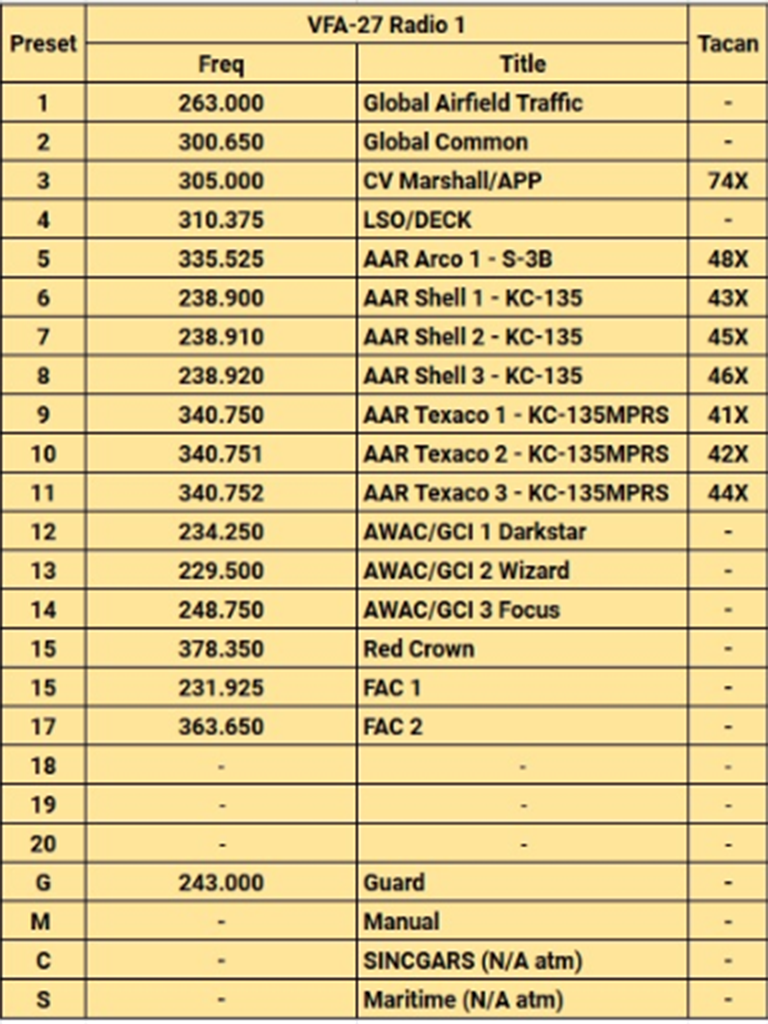 Preset VFA-27 Radio 1 Tacan
Freq Title
1 263.000 Global Airfield Traffic -
2 300.650 Global Common -
3 305.000 CV Marshall/APP 74X
4 310.375 LSO/DECK -
5 335.525 AAR Arco 1 - S-3B 48X
6 238.900 AAR Shell 1 - KC-135 43X
7 238.910 AAR Shell 2 - KC-135 45X
8 238.920 AAR Shell 3 - KC-135 46X
9 340.750 AAR Texaco 1 - KC-135MPRS 41X
10 340.751 AAR Texaco 2 - KC-135MPRS 42X
11 340.752 AAR Texaco 3 - KC-135MPRS 44X
12 234.250 AWAC/GCI 1 Darkstar -
13 229.500 AWAC/GCI 2 Wizard -
14 248.750 AWAC/GCI 3 Focus -
15 378.350 Red Crown -
15 231.925 FAC 1 -
17 363.650 FAC 2 -
18 - - -
19 - - -
20 - - -
G 243.000 Guard -
M - Manual -
C - SINCGARS (N/A atm) -
S - Maritime (N/A atm) -